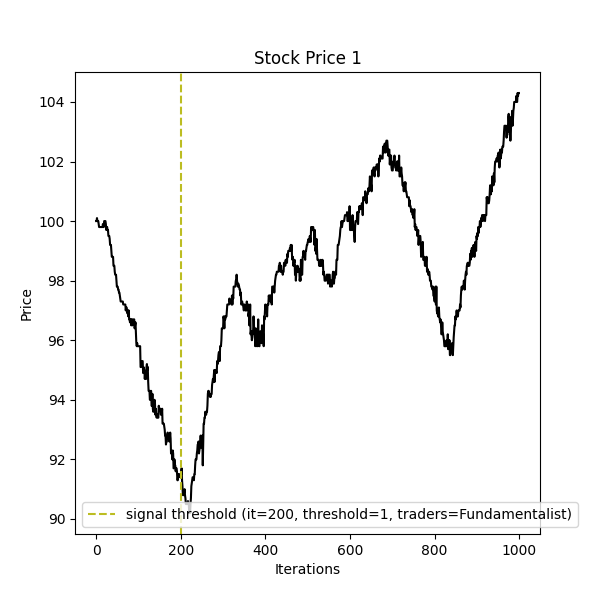 Stock Price 1
104
102
100
98
96
94
92
90
Price
signal threshold (it=200, threshold=1, traders=Fundamentalist)
0 200 400 600 800 1000
Iterations